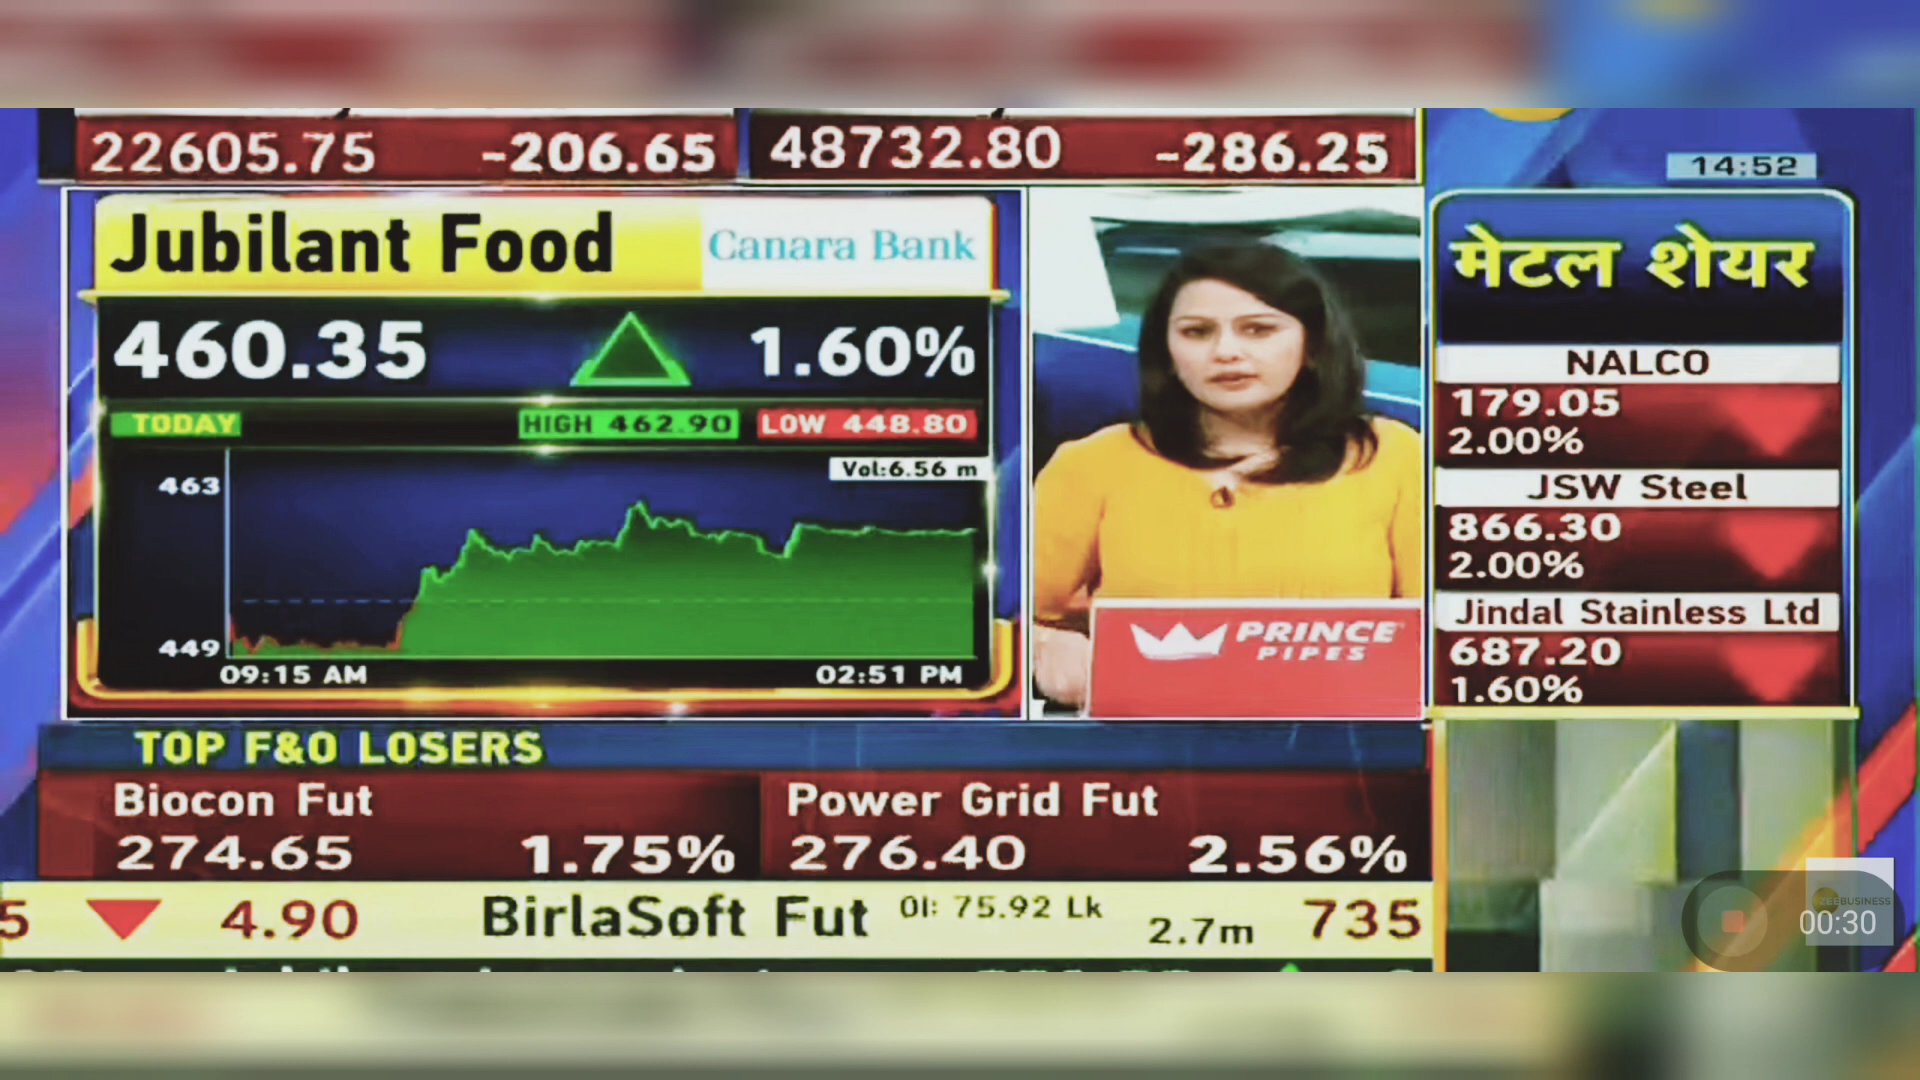 22605.75 -206.65 48732.80 -286.25
14:52
Jubilant Food Canara Bank
460.35 1.60%
TODAY HIGH 462.90 LOW 448.80
Vol:6.56 m
463
449
09:15 AM 02:51 PM
PRINCE
PIPES
मेटल शेयर
NALCO
179.05
2.00%
JSW Steel
866.30
2.00%
Jindal Stainless Ltd
687.20
1.60%
TOP F&O LOSERS
Biocon Fut Power Grid Fut
274.65 1.75% 276.40 2.56%
5 4.90 BirlaSoft Fut OI: 75.92 Lk 2.7m 735
ZEEBUSINESS
00:30